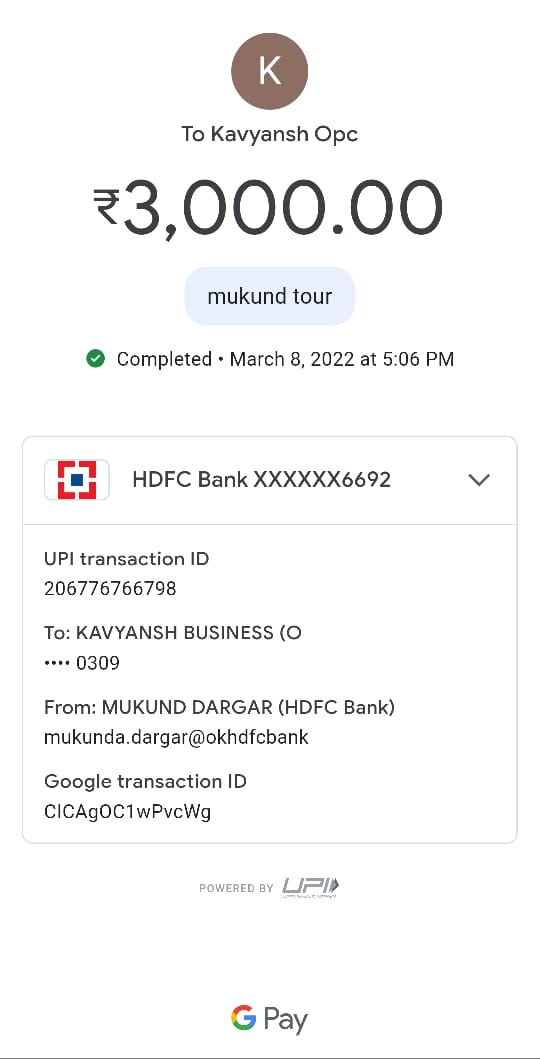 K
To Kavyansh Opc
₹3,000.00
mukund tour
Completed • March 8, 2022 at 5:06 PM
HDFC Bank XXXXXX6692
UPI transaction ID
206776766798
To: KAVYANSH BUSINESS (O
•••• 0309
From: MUKUND DARGAR (HDFC Bank)
mukunda.dargar@okhdfcbank
Google transaction ID
CICAgOC1wPvcWg
POWERED BY UPI
G Pay